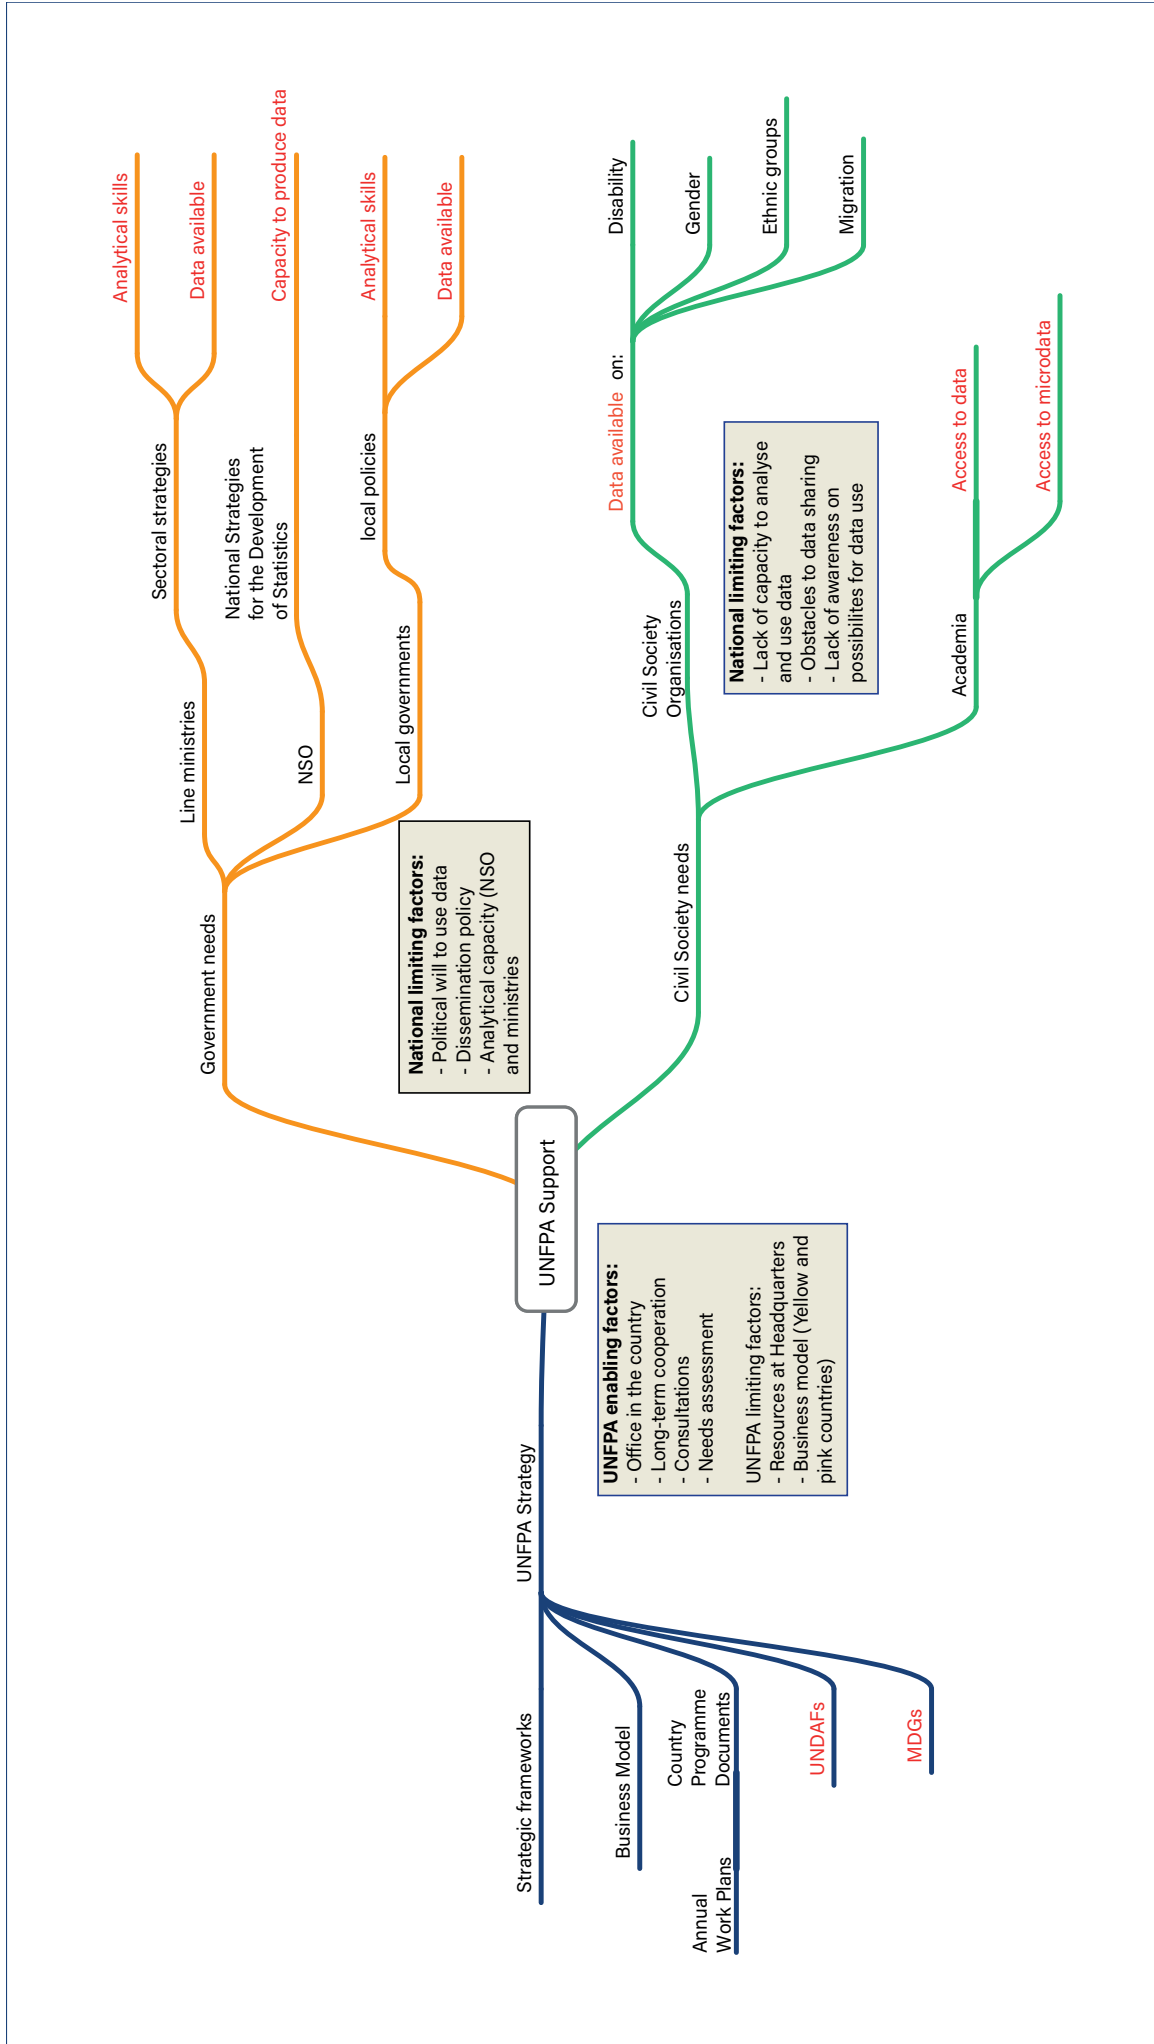 Analytical skills
Data available
Sectoral strategies
Line ministries
Capacity to produce data
National Strategies
for the Development
of Statistics
NSO
Analytical skills
Data available
local policies
Local governments
Government needs
National limiting factors:
- Political will to use data
- Dissemination policy
- Analytical capacity (NSO
and ministries
UNFPA Support
Disability
Gender
Ethnic groups
Migration
Data available on:
Civil Society
Organisations
National limiting factors:
- Lack of capacity to analyse
and use data
- Obstacles to data sharing
- Lack of awareness on
possibilites for data use
Access to data
Access to microdata
Academia
Civil Society needs
UNFPA enabling factors:
- Office in the country
- Long-term cooperation
- Consultations
- Needs assessment
UNFPA limiting factors:
- Resources at Headquarters
- Business model (Yellow and
pink countries)
UNFPA Strategy
Strategic frameworks
Business Model
Country
Programme
Documents
Annual
Work Plans
UNDAFs
MDGs